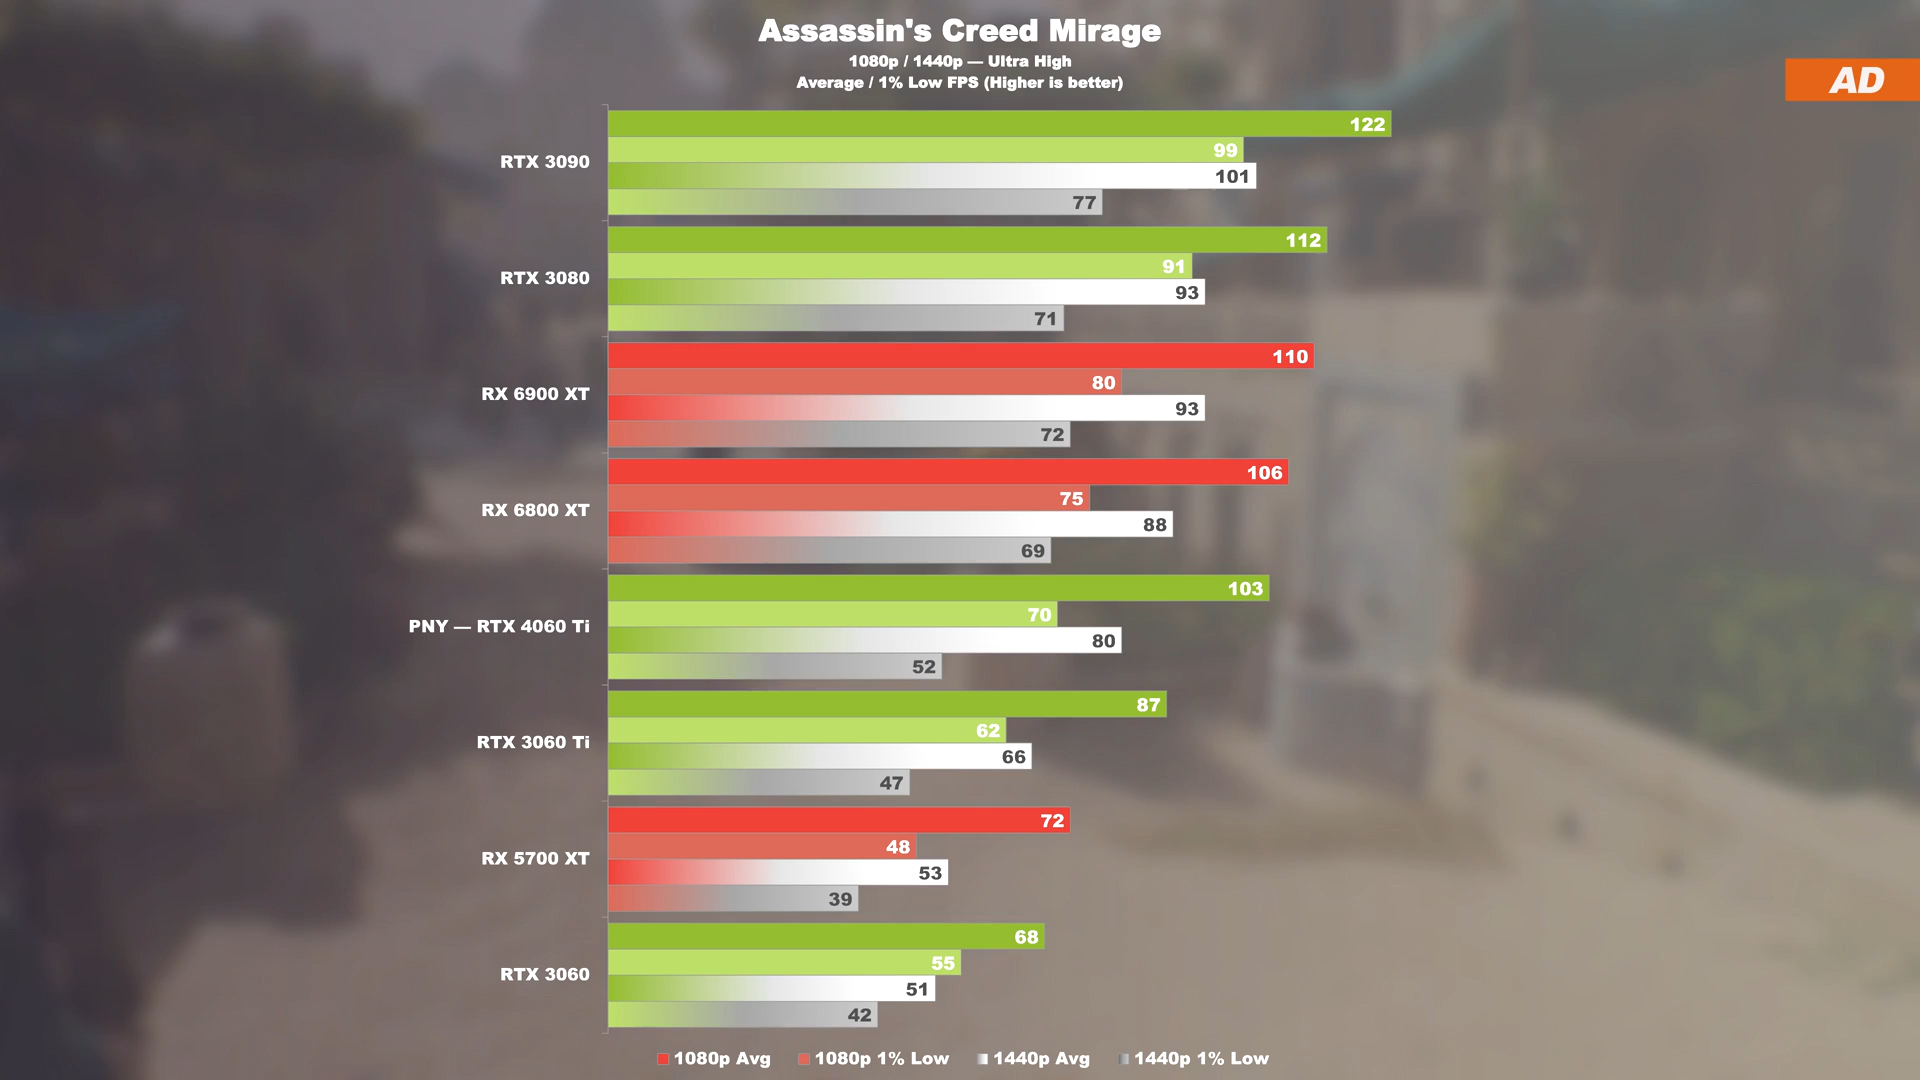 Assassin's Creed Mirage
1080p / 1440p — Ultra High
Average / 1% Low FPS (Higher is better)
AD
RTX 3090
122
99
101
77
RTX 3080
112
91
93
71
RX 6900 XT
110
80
93
72
RX 6800 XT
106
75
88
69
PNY — RTX 4060 Ti
103
70
80
52
RTX 3060 Ti
87
62
66
47
RX 5700 XT
72
48
53
39
RTX 3060
68
55
51
42
1080p Avg 1080p 1% Low 1440p Avg 1440p 1% Low